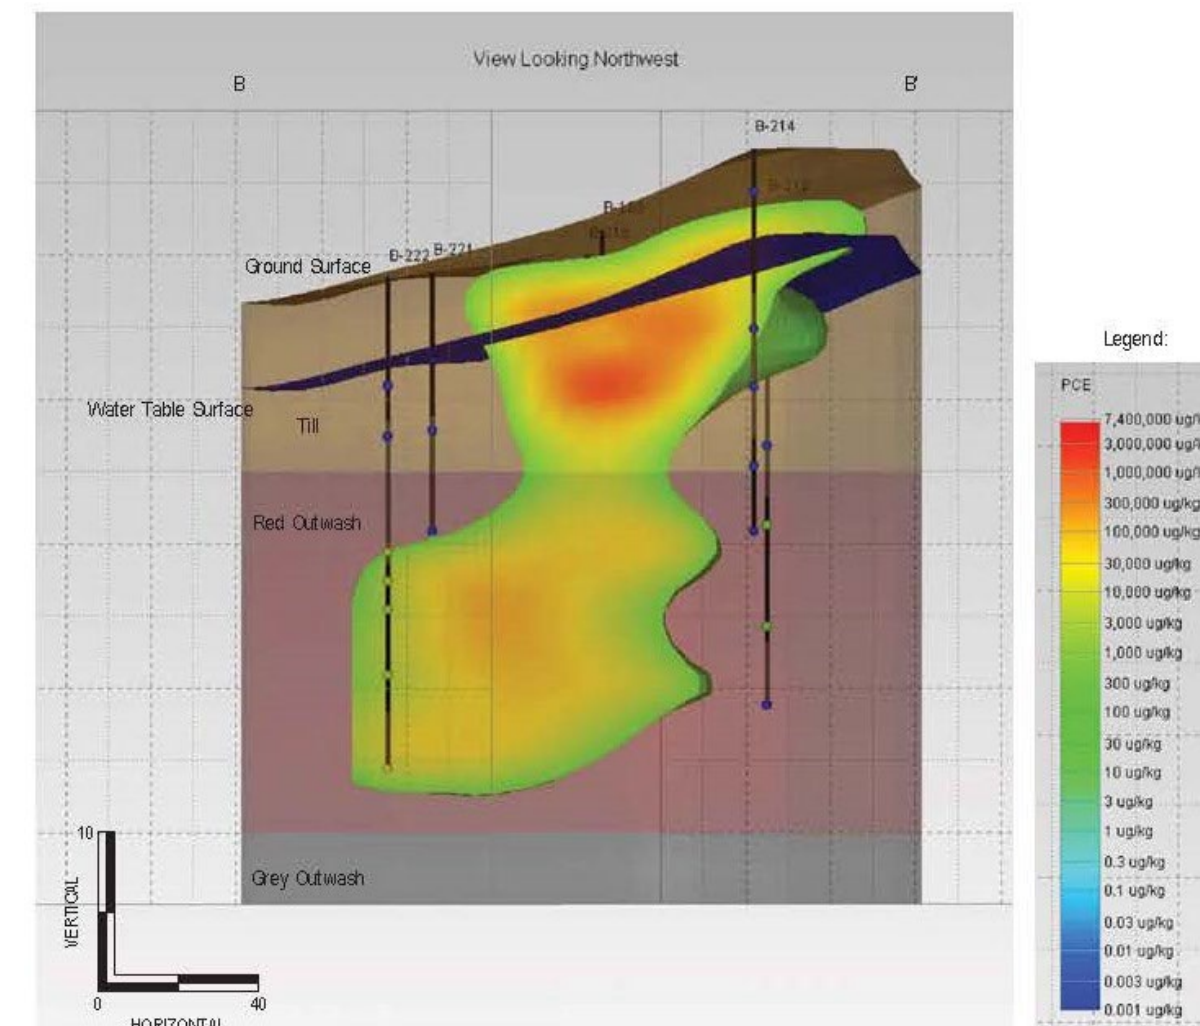 View Looking Northwest
B
B'
B-214
B-222
B-221
Ground Surface
Water Table Surface
Till
Red Outwash
Grey Outwash
10
VERTICAL
0
40
HORIZONTAL
Legend:
PCE
7,400,000 ug/
3,000,000 ug/
1,000,000 ug/
300,000 ug/kg
100,000 ug/kg
30,000 ug/kg
10,000 ug/kg
3,000 ug/kg
1,000 ug/kg
300 ug/kg
100 ug/kg
30 ug/kg
10 ug/kg
3 ug/kg
1 ug/kg
0.3 ug/kg
0.1 ug/kg
0.03 ug/kg
0.01 ug/kg
0.003 ug/kg
0.001 ug/kg